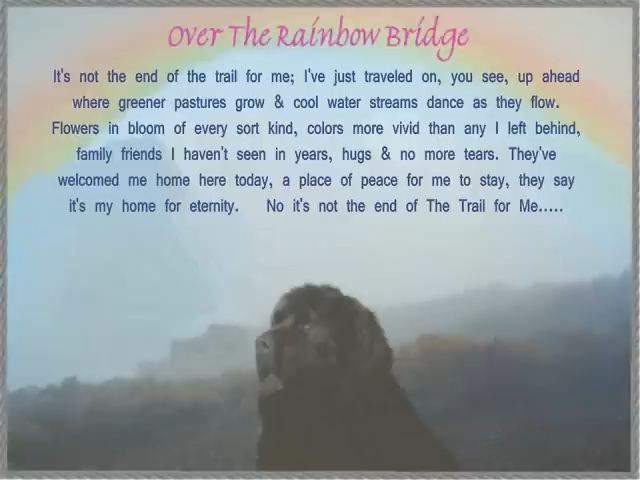 Over The Rainbow Bridge
It's not the end of the trail for me; I've just traveled on, you see, up ahead
where greener pastures grow & cool water streams dance as they flow.
Flowers in bloom of every sort kind, colors more vivid than any I left behind,
family friends I haven't seen in years, hugs & no more tears. They've
welcomed me home here today, a place of peace for me to stay, they say
it's my home for eternity. No it's not the end of The Trail for Me.....